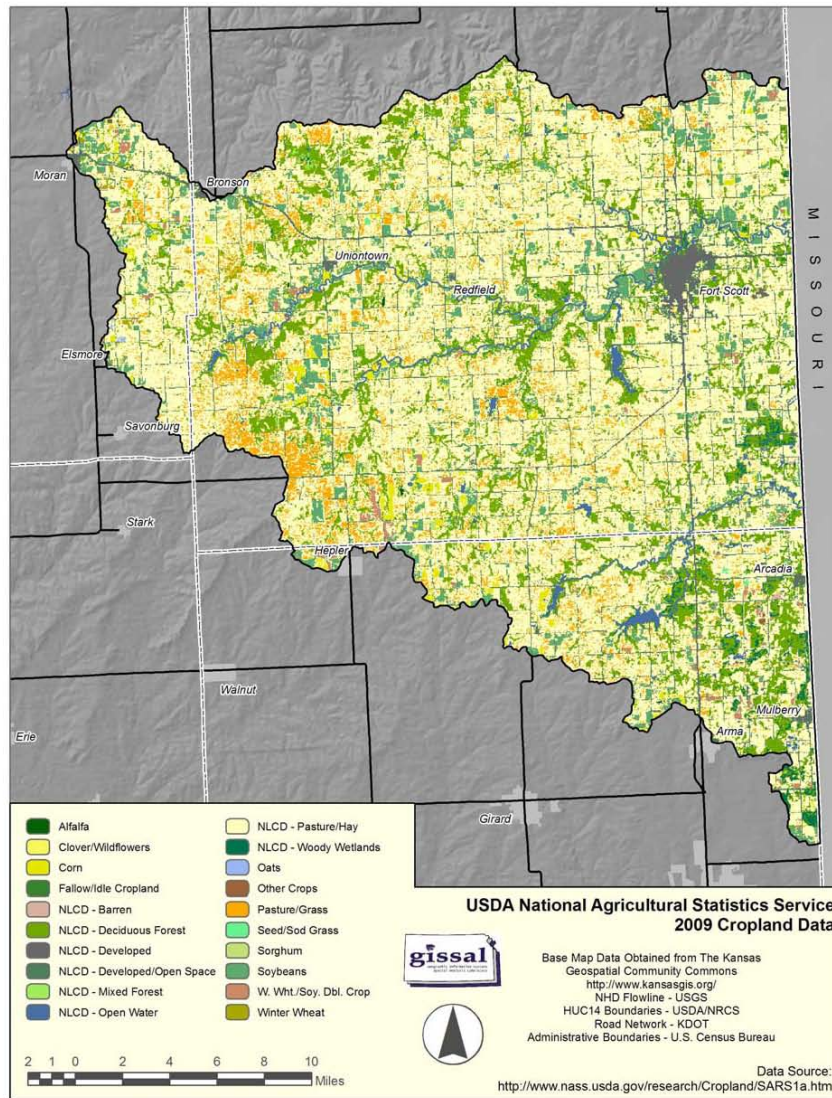 Moran
Bronson
MISSOURI
Uniontown
Redfield
Fort Scott
Elsmore
Savonburg
Stark
Hepler
Arcadia
Walnut
Mulberry
Erie
Arma
Girard
Alfalfa
Clover/Wildflowers
Corn
Fallow/Idle Cropland
NLCD - Barren
NLCD - Deciduous Forest
NLCD - Developed
NLCD - Developed/Open Space
NLCD - Mixed Forest
NLCD - Open Water
NLCD - Pasture/Hay
NLCD - Woody Wetlands
Oats
Other Crops
Pasture/Grass
Seed/Sod Grass
Sorghum
Soybeans
W. Wht./Soy. Dbl. Crop
Winter Wheat
2 1 0 2 4 6 8 10
Miles
USDA National Agricultural Statistics Service
2009 Cropland Data
gissal
Base Map Data Obtained from The Kansas
Geospatial Community Commons
http://www.kansasgis.org/
NHD Flowline - USGS
HUC14 Boundaries - USDA/NRCS
Road Network - KDOT
Administrative Boundaries - U.S. Census Bureau
Data Source:
http://www.nass.usda.gov/research/Cropland/SARS1a.htm